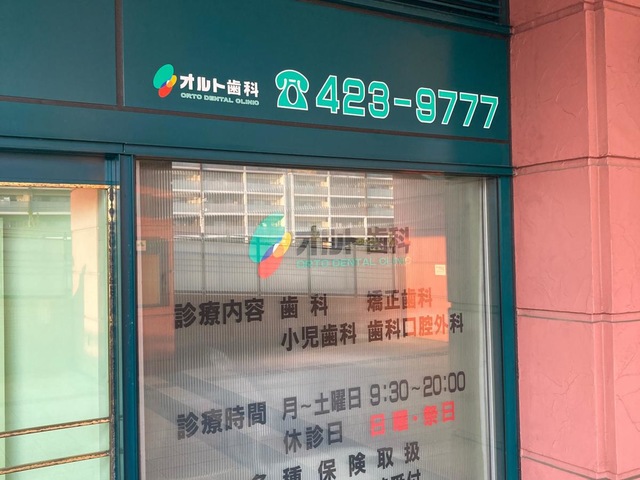 オルト歯科
ORTO DENTAL CLINIC
☎423-9777
オルト歯科
ORTO DENTAL CLINIC
診療内容 歯科 矯正歯科
小児歯科 歯科口腔外科
診療時間 月~土曜日 9:30~20:00
休診日 日曜・祭日
各種保険取扱